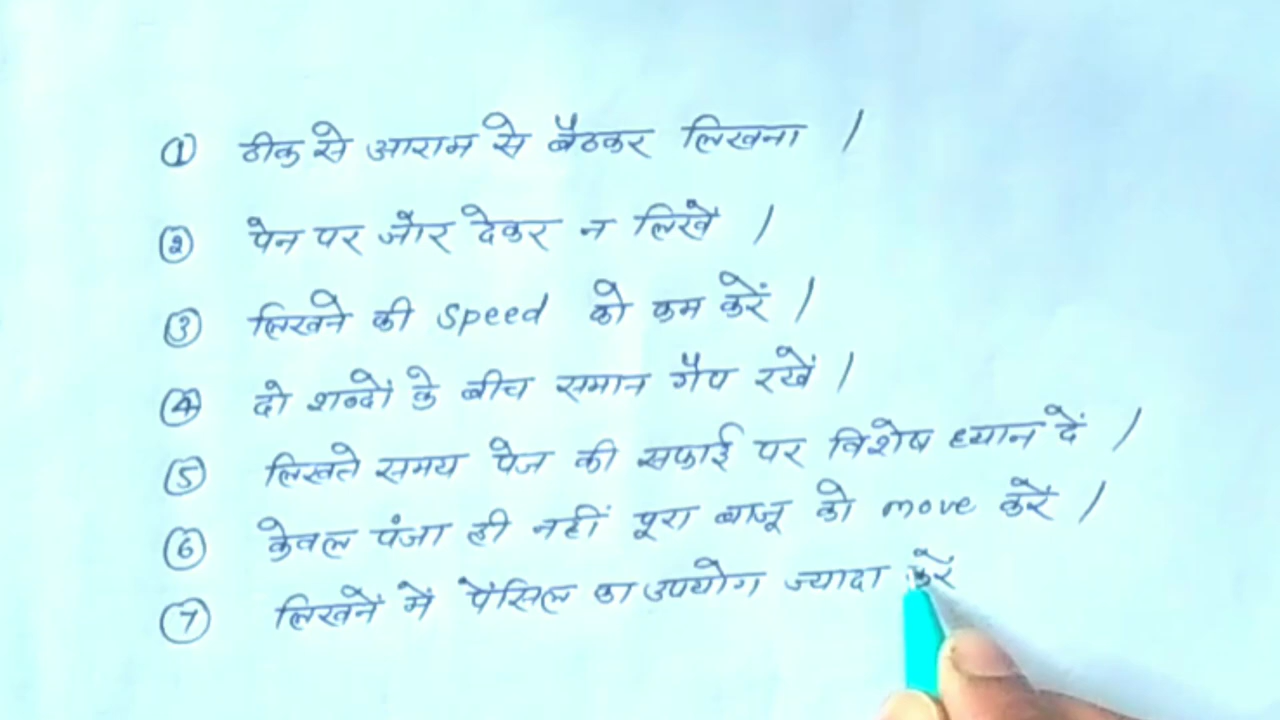 ① ठीक से आराम से बैठकर लिखना ।
② पेन पर जोर देकर न लिखें ।
③ लिखने की speed को कम करें ।
④ दो शब्दों के बीच समान गैप रखें ।
⑤ लिखते समय पेज की सफाई पर विशेष ध्यान दें ।
⑥ केवल पंजा ही नहीं पूरा बाजू को move करें ।
⑦ लिखनें में पेंसिल का उपयोग ज्यादा करें